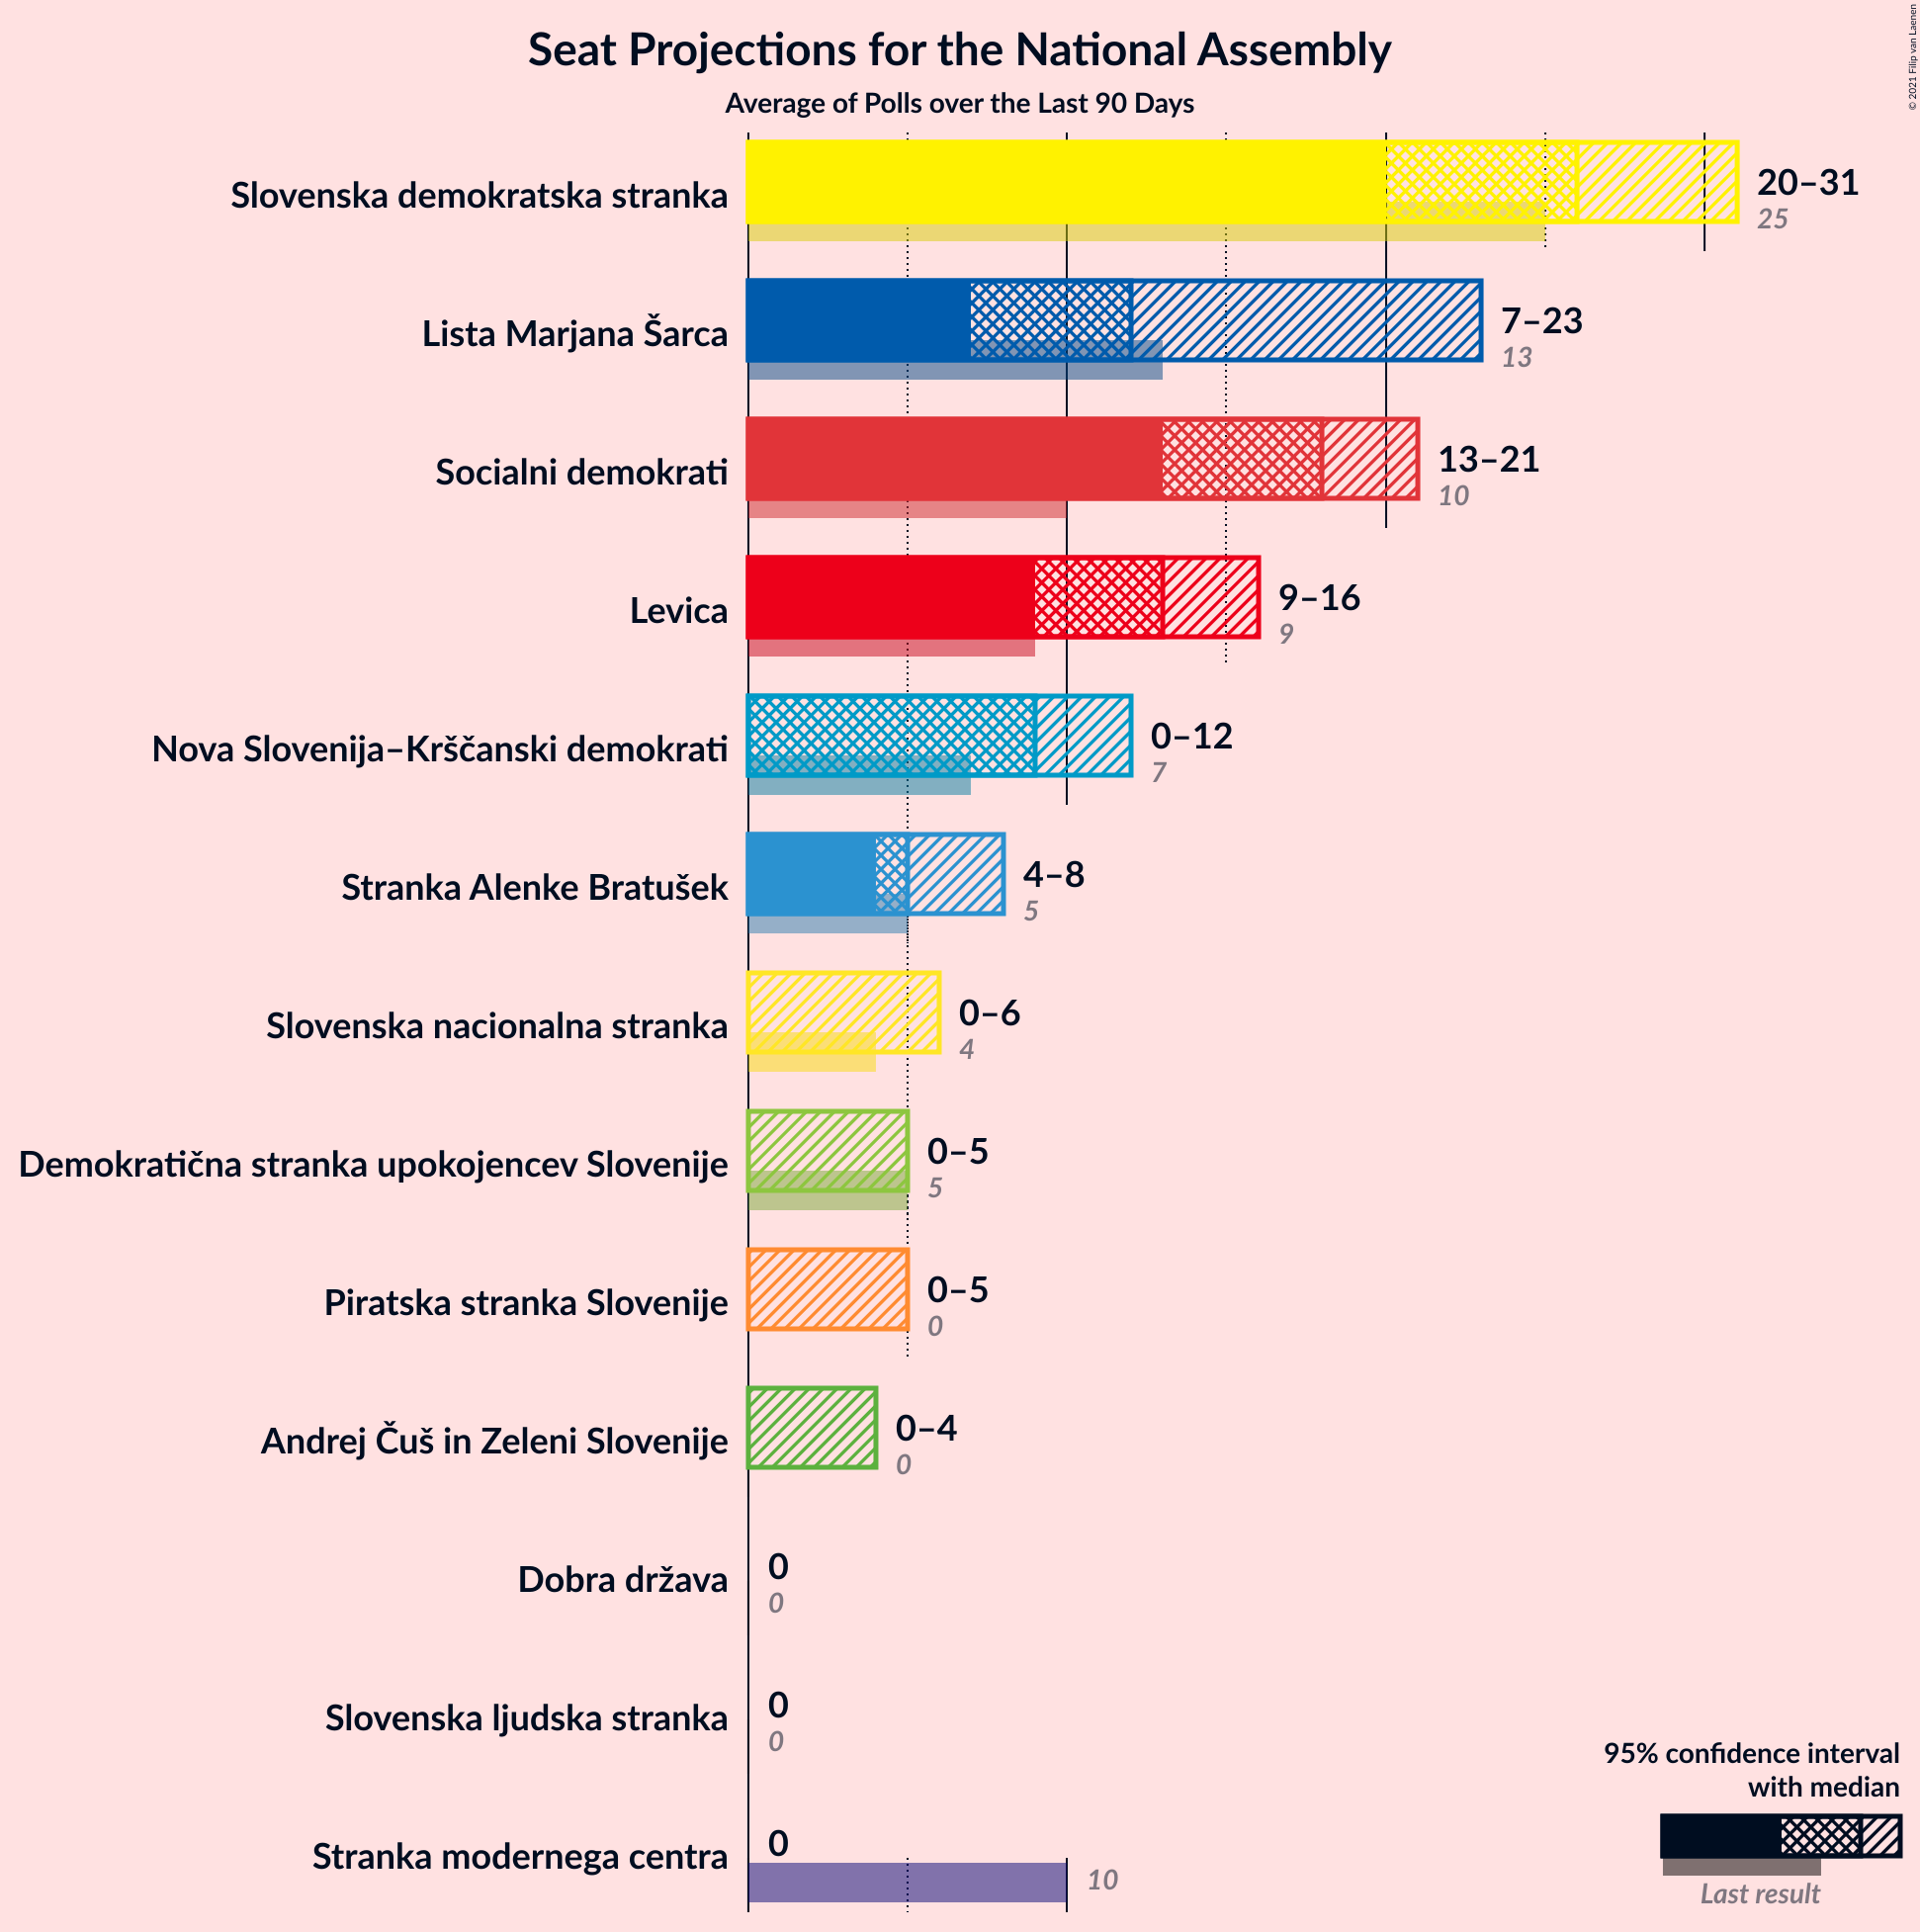 Seat Projections for the National Assembly
Average of Polls over the Last 90 Days
© 2021 Filip van Laenen
Slovenska demokratska stranka
20–31
25
Lista Marjana Šarca
7–23
13
Socialni demokrati
13–21
10
Levica
9–16
9
Nova Slovenija–Krščanski demokrati
0–12
7
Stranka Alenke Bratušek
4–8
5
Slovenska nacionalna stranka
0–6
4
Demokratična stranka upokojencev Slovenije
0–5
5
Piratska stranka Slovenije
0–5
0
Andrej Čuš in Zeleni Slovenije
0–4
0
Dobra država
0
0
Slovenska ljudska stranka
0
0
Stranka modernega centra
0
10
95% confidence interval
with median
Last result